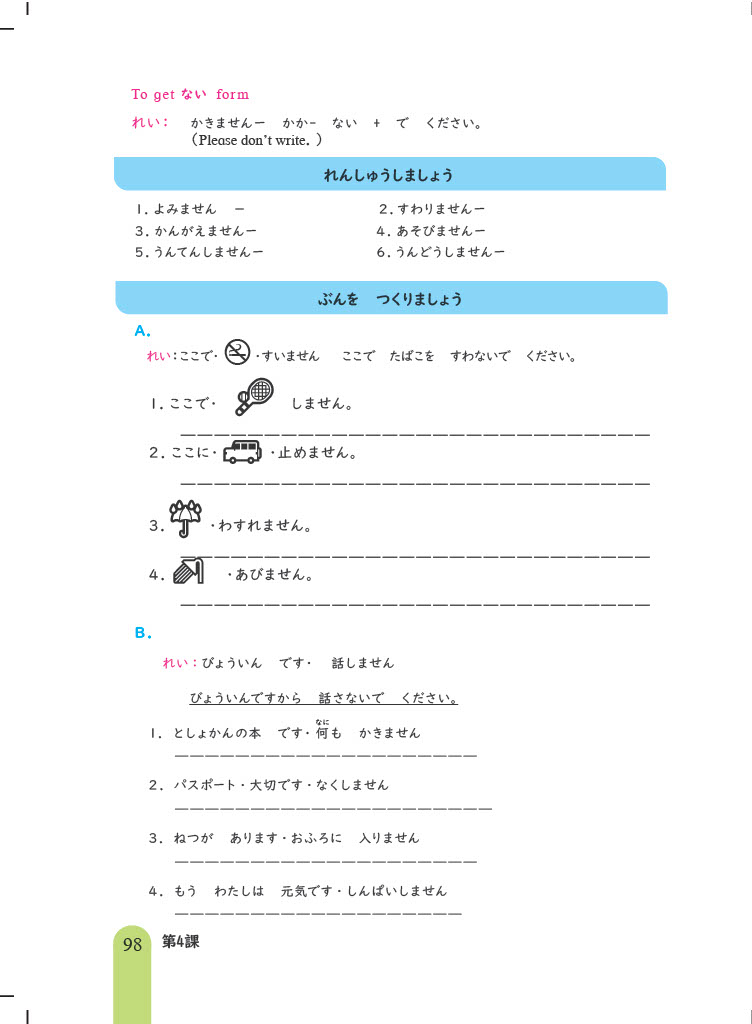 To get ない form
れい： かきませんー かか− ない + で ください。
（Please don't write. ）
れんしゅうしましょう
1. よみません ー 2. すわりませんー
3. かんがえませんー 4. あそびませんー
5. うんてんしませんー 6. うんどうしませんー
ぶんを つくりましょう
A.
れい：ここで・ ・すいません ここで たばこを すわないで ください。
1. ここで・ しません。
2. ここに・ ・止めません。
3. ・わすれません。
4. ・あびません。
B.
れい：びょういん です・ 話しません
びょういんですから 話さないで ください。
なに
1. としょかんの本 です・何も かきません
2. パスポート・大切です・なくしません
3. ねつが あります・おふろに 入りません
4. もう わたしは 元気です・しんぱいしません
98 第4課